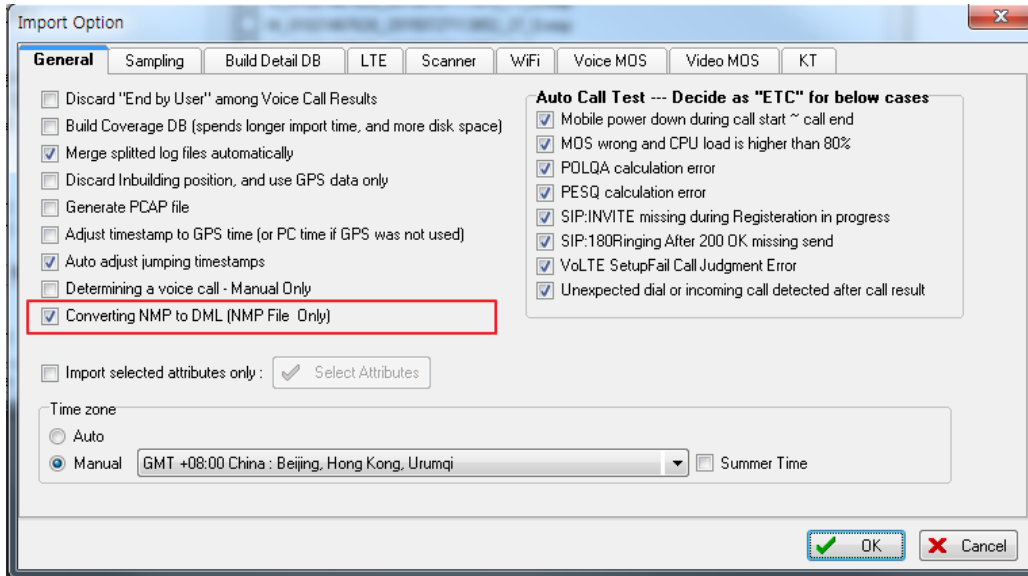 Import Option
General Sampling Build Detail DB LTE Scanner WiFi Voice MOS Video MOS KT
Discard "End by User" among Voice Call Results
Build Coverage DB (spends longer import time, and more disk space)
Merge splitted log files automatically
Discard Inbuilding position, and use GPS data only
Generate PCAP file
Adjust timestamp to GPS time (or PC time if GPS was not used)
Auto adjust jumping timestamps
Determining a voice call - Manual Only
Converting NMP to DML (NMP File Only)
Auto Call Test --- Decide as "ETC" for below cases
Mobile power down during call start ~ call end
MOS wrong and CPU load is higher than 80%
POLQA calculation error
PESQ calculation error
SIP:INVITE missing during Registeration in progress
SIP:180Ringing After 200 OK missing send
VoLTE SetupFail Call Judgment Error
Unexpected dial or incoming call detected after call result
Import selected attributes only : Select Attributes
Time zone
Auto
Manual GMT +08:00 China : Beijing, Hong Kong, Urumqi Summer Time
OK Cancel